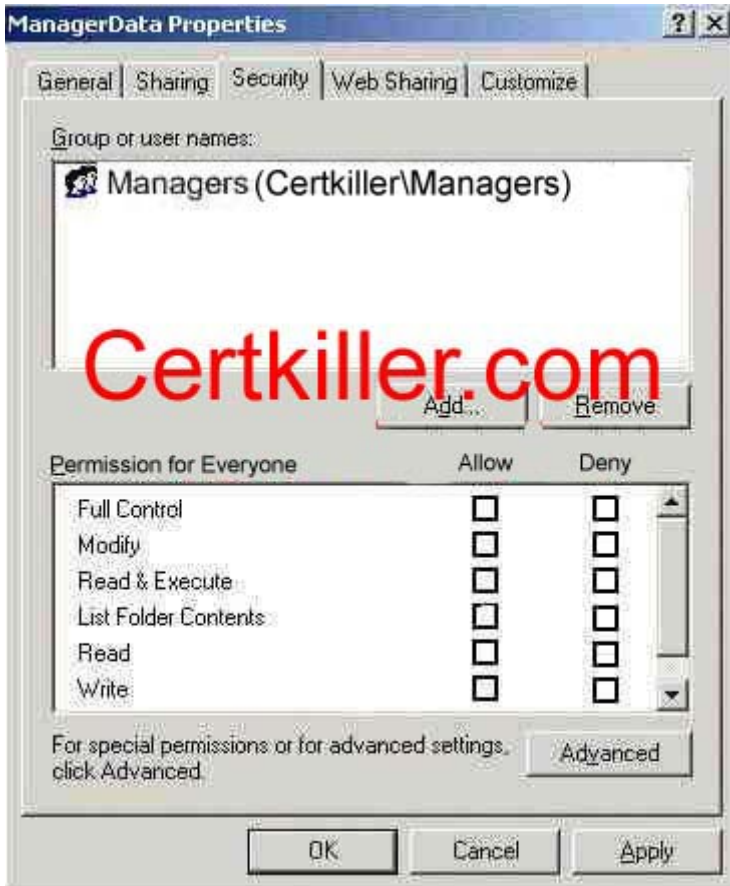 ManagerData Properties
General Sharing Security Web Sharing Customize
Group or user names:
Managers (Certkiller\Managers)
Certkiller.com
Add... Remove
Permission for Everyone Allow Deny
Full Control
Modify
Read & Execute
List Folder Contents
Read
Write
For special permissions or for advanced settings, Advanced
click Advanced.
OK Cancel Apply